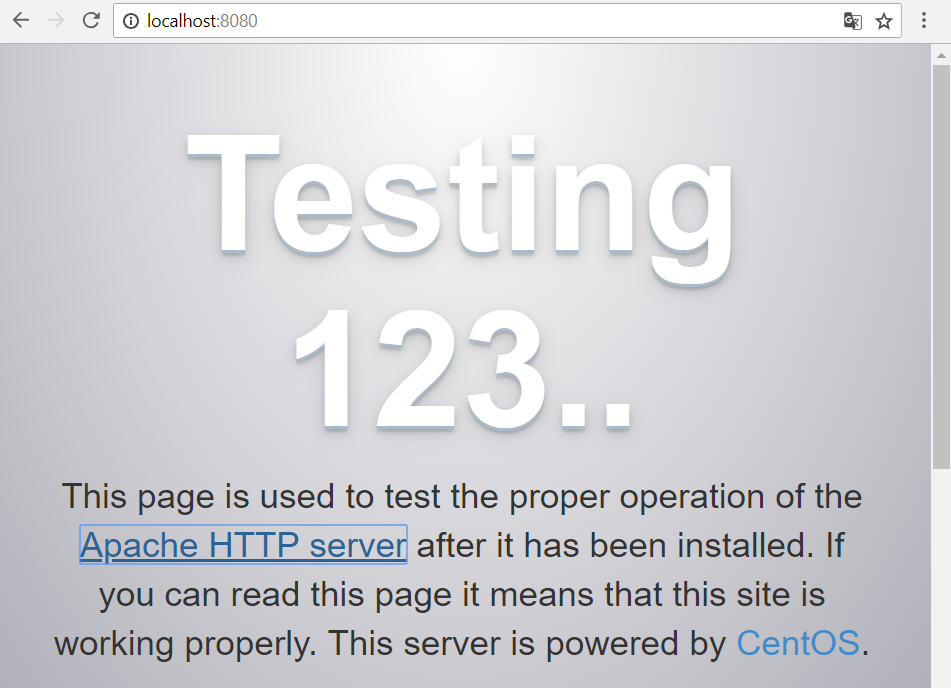 localhost:8080
Testing
123..
This page is used to test the proper operation of the
Apache HTTP server after it has been installed. If
you can read this page it means that this site is
working properly. This server is powered by CentOS.